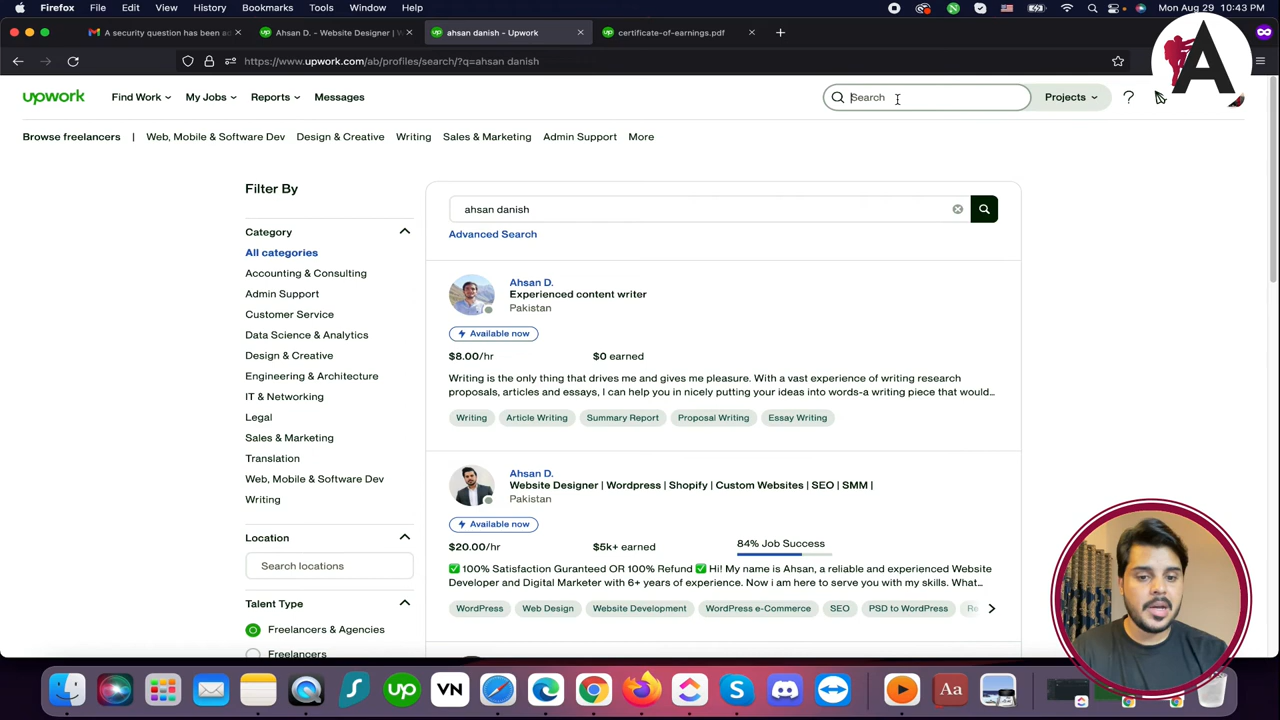 Firefox File Edit View History Bookmarks Tools Window Help Mon Aug 29 10:43 PM
A security question has been ad
Ahsan D. – Website Designer | W
ahsan danish - Upwork
certificate-of-earnings.pdf
https://www.upwork.com/ab/profiles/search/?q=ahsan danish
A
upwork Find Work My Jobs Reports Messages Search Projects ?
Browse freelancers | Web, Mobile & Software Dev Design & Creative Writing Sales & Marketing Admin Support More
Filter By
Category
All categories
Accounting & Consulting
Admin Support
Customer Service
Data Science & Analytics
Design & Creative
Engineering & Architecture
IT & Networking
Legal
Sales & Marketing
Translation
Web, Mobile & Software Dev
Writing
Location
Search locations
Talent Type
Freelancers & Agencies
Freelancers
ahsan danish
Advanced Search
Ahsan D.
Experienced content writer
Pakistan
Available now
$8.00/hr $0 earned
Writing is the only thing that drives me and gives me pleasure. With a vast experience of writing research
proposals, articles and essays, I can help you in nicely putting your ideas into words-a writing piece that would...
Writing Article Writing Summary Report Proposal Writing Essay Writing
Ahsan D.
Website Designer | Wordpress | Shopify | Custom Websites | SEO | SMM |
Pakistan
Available now
$20.00/hr $5k+ earned 84% Job Success
✅ 100% Satisfaction Guranteed OR 100% Refund ✅ Hi! My name is Ahsan, a reliable and experienced Website
Developer and Digital Marketer with 6+ years of experience. Now i am here to serve you with my skills. What...
WordPress Web Design Website Development WordPress e-Commerce SEO PSD to WordPress Re
up VN Aa